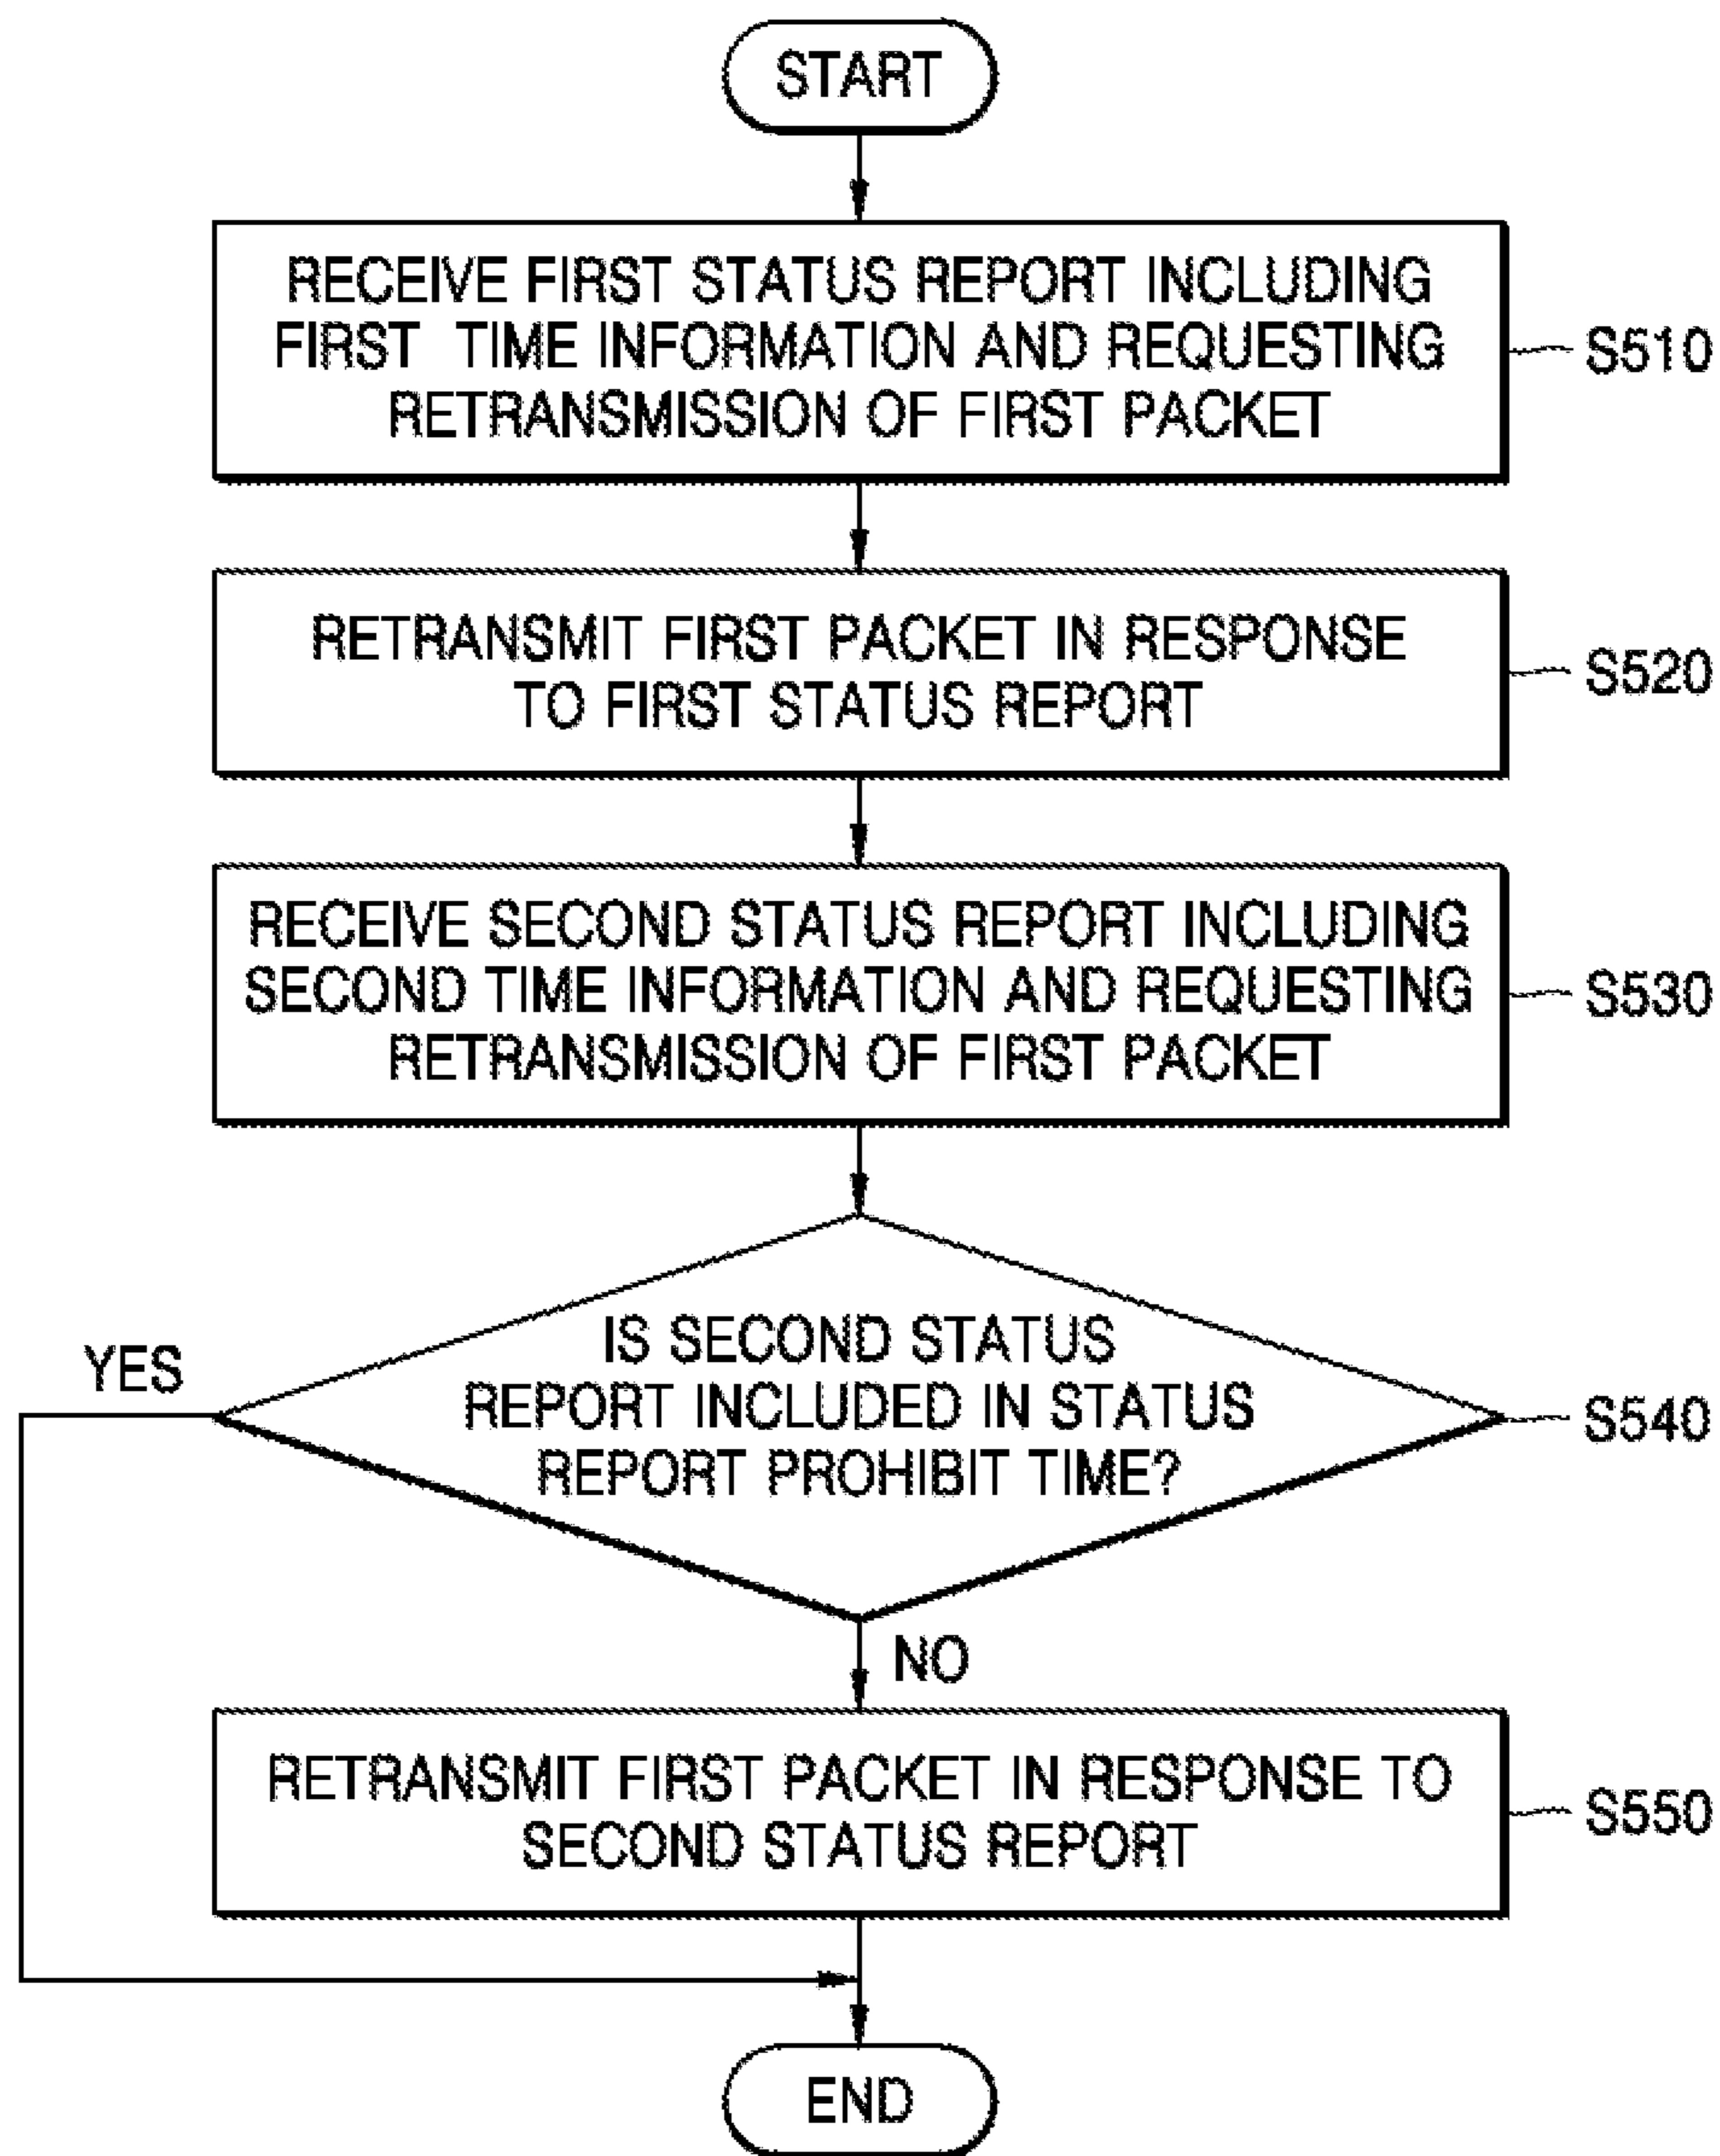 START
RECEIVE FIRST STATUS REPORT INCLUDING
FIRST TIME INFORMATION AND REQUESTING
RETRANSMISSION OF FIRST PACKET
S510
RETRANSMIT FIRST PACKET IN RESPONSE
TO FIRST STATUS REPORT
S520
RECEIVE SECOND STATUS REPORT INCLUDING
SECOND TIME INFORMATION AND REQUESTING
RETRANSMISSION OF FIRST PACKET
S530
IS SECOND STATUS
REPORT INCLUDED IN STATUS
REPORT PROHIBIT TIME?
YES
S540
NO
RETRANSMIT FIRST PACKET IN RESPONSE TO
SECOND STATUS REPORT
S550
END